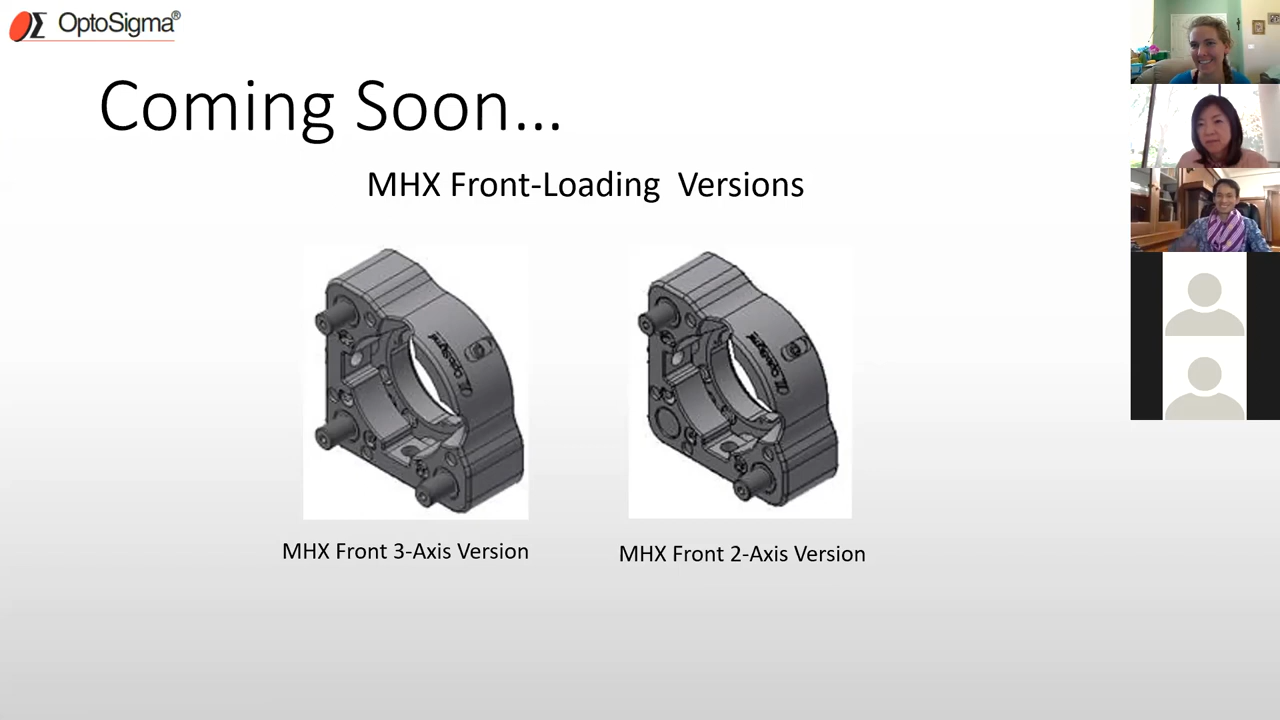 OptoSigma®
Coming Soon...
MHX Front-Loading Versions
MHX Front 3-Axis Version
MHX Front 2-Axis Version